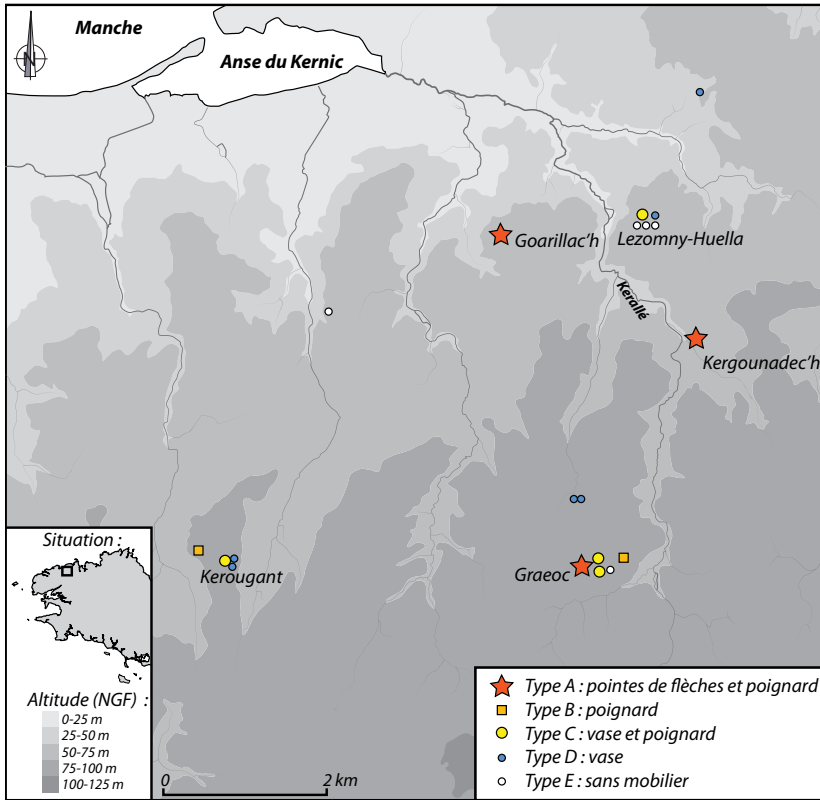 Manche
Anse du Kernic
N
Goarillac'h
Lezomny-Huella
Kerallé
Kergounadec'h
Kerougant
Graeoc
Situation :
Altitude (NGF) :
0-25 m
25-50 m
50-75 m
75-100 m
100-125 m
0 2 km
Type A : pointes de flèches et poignard
Type B : poignard
Type C : vase et poignard
Type D : vase
Type E : sans mobilier